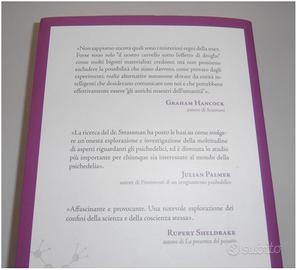 «Non sappiamo ancora quali sono i misteriosi regni della DMT.
Forse sono solo "il nostro cervello sotto l'effetto di droghe"
come molti bigotti materialisti credono, ma non possiamo
escludere la possibilità che siano davvero, come provato dagli
esperimenti, realtà alternative autonome abitate da entità
intelligenti che desiderano comunicare con noi e che potrebbero
effettivamente essere "gli antichi maestri dell'umanità".»
GRAHAM HANCOCK
autore di Sciamani
«La ricerca del dr. Strassman ha posto le basi su come svolge-
re un'onesta esplorazione e investigazione della moltitudine
di aspetti riguardanti i psichedelici, ed è diventata lo studio
più importante per chiunque sia interessato al mondo della
psichedelia».
JULIAN PALMER
autore di Frammenti di un insegnamento psichedelico
«Affascinante e provocante. Una notevole esplorazione dei
confini della scienza e della coscienza stessa».
RUPERT SHELDRAKE
autore di La presenza del passato
subito